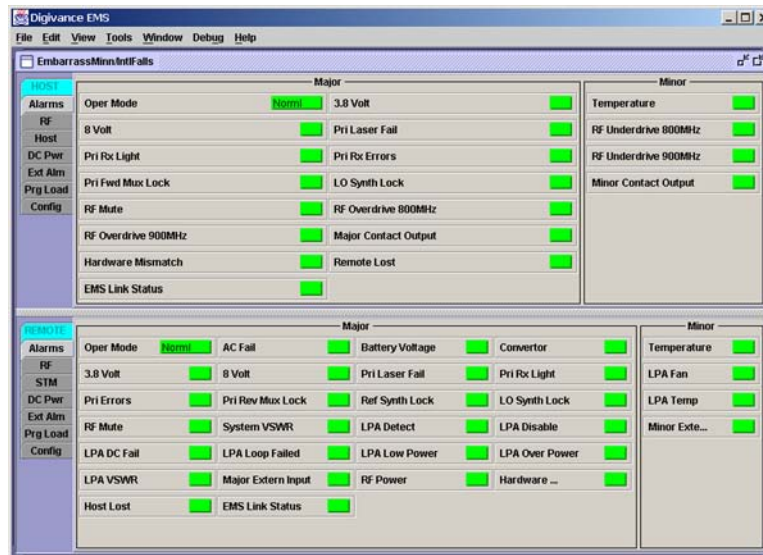 Digivance EMS
File Edit View Tools Window Debug Help
EmbarrassMinn/IntlFalls
HOST
Alarms
RF
Host
DC Pwr
Ext Alm
Prg Load
Config
Major
Oper Mode Norml 3.8 Volt
8 Volt Pri Laser Fail
Pri Rx Light Pri Rx Errors
Pri Fwd Mux Lock LO Synth Lock
RF Mute RF Overdrive 800MHz
RF Overdrive 900MHz Major Contact Output
Hardware Mismatch Remote Lost
EMS Link Status
Minor
Temperature
RF Underdrive 800MHz
RF Underdrive 900MHz
Minor Contact Output
REMOTE
Alarms
RF
STM
DC Pwr
Ext Alm
Prg Load
Config
Major
Oper Mode Norml AC Fail Battery Voltage Convertor
3.8 Volt 8 Volt Pri Laser Fail Pri Rx Light
Pri Errors Pri Rev Mux Lock Ref Synth Lock LO Synth Lock
RF Mute System VSWR LPA Detect LPA Disable
LPA DC Fail LPA Loop Failed LPA Low Power LPA Over Power
LPA VSWR Major Extern Input RF Power Hardware ...
Host Lost EMS Link Status
Minor
Temperature
LPA Fan
LPA Temp
Minor Exte...